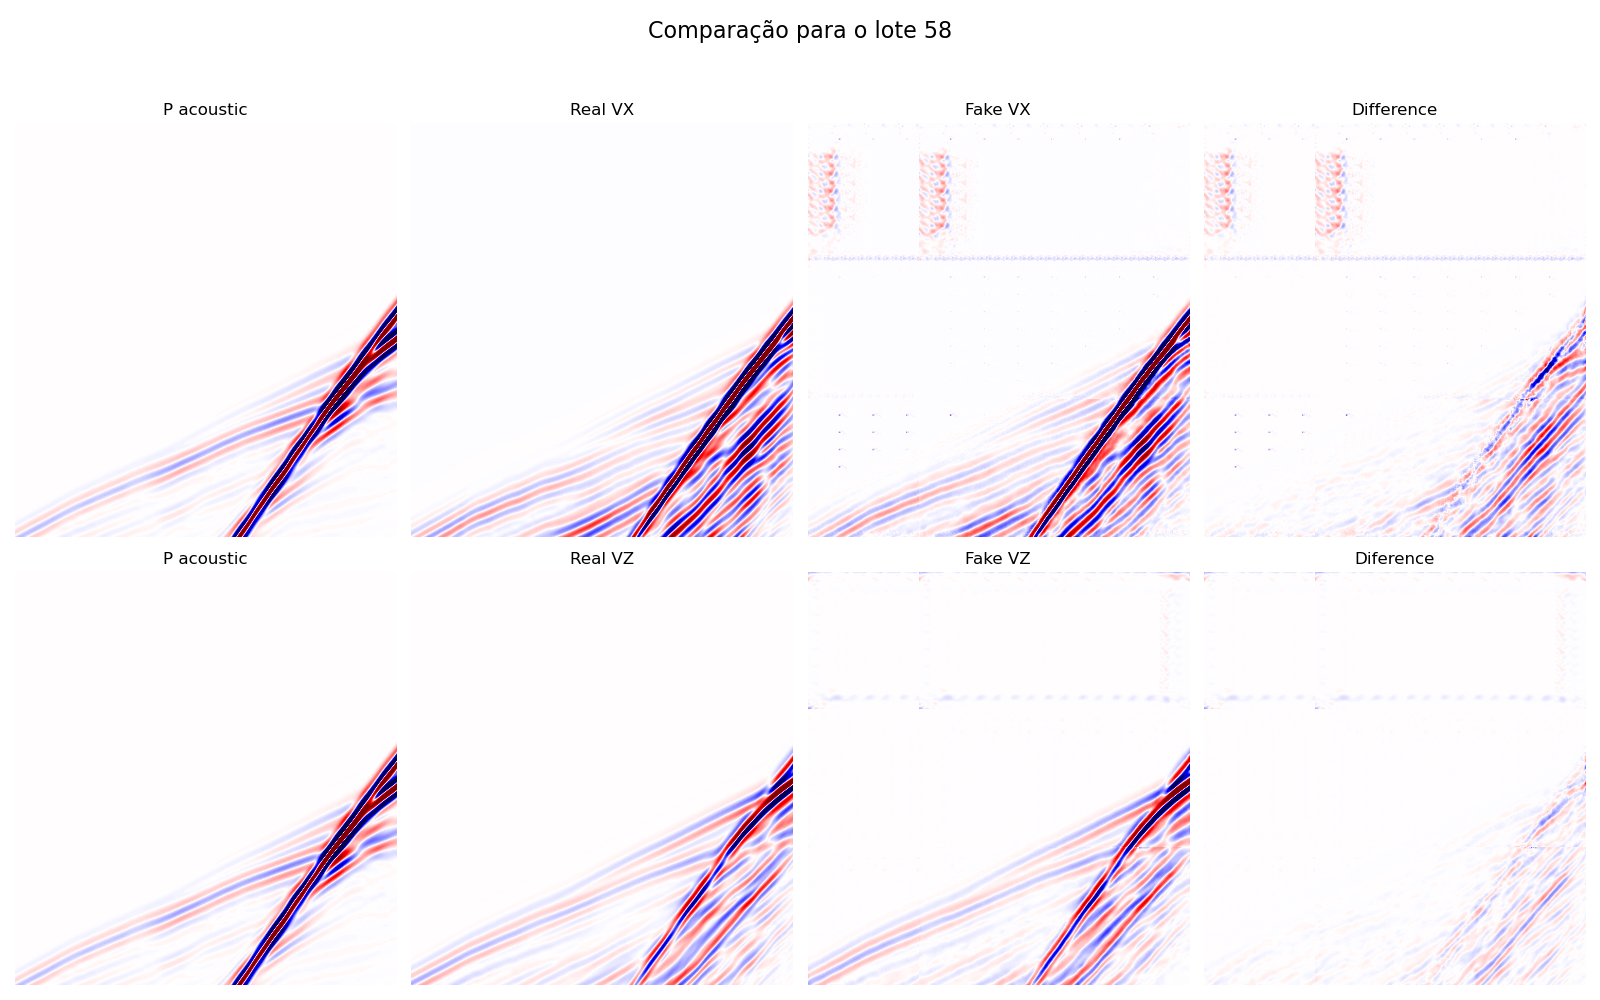 Comparação para o lote 58
P acoustic
Real VX
Fake VX
Difference
P acoustic
Real VZ
Fake VZ
Diference